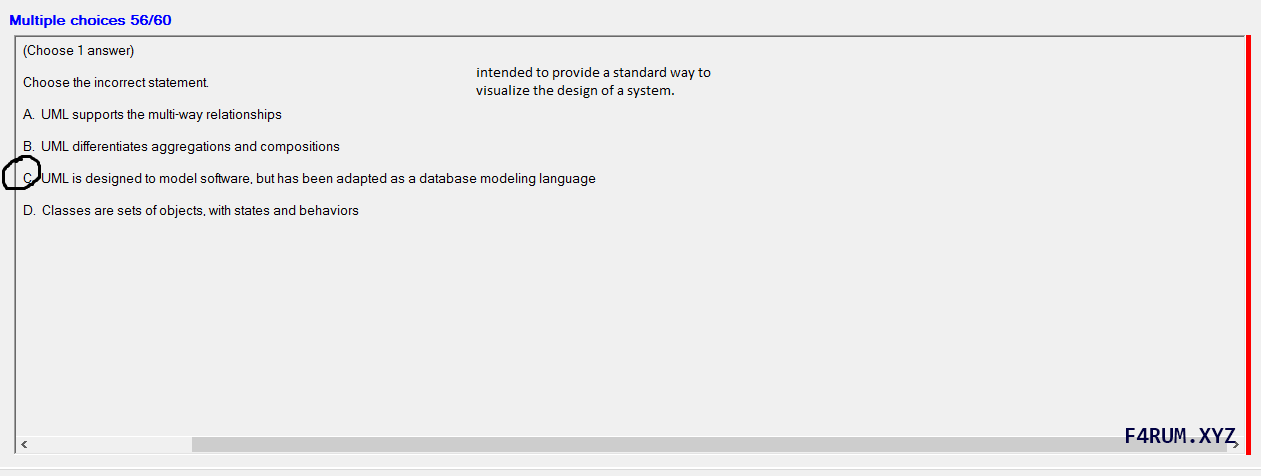 Multiple choices 56/60
(Choose 1 answer)
Choose the incorrect statement.
intended to provide a standard way to
visualize the design of a system.
A. UML supports the multi-way relationships
B. UML differentiates aggregations and compositions
C. UML is designed to model software, but has been adapted as a database modeling language
D. Classes are sets of objects, with states and behaviors
F4RUM.XYZ